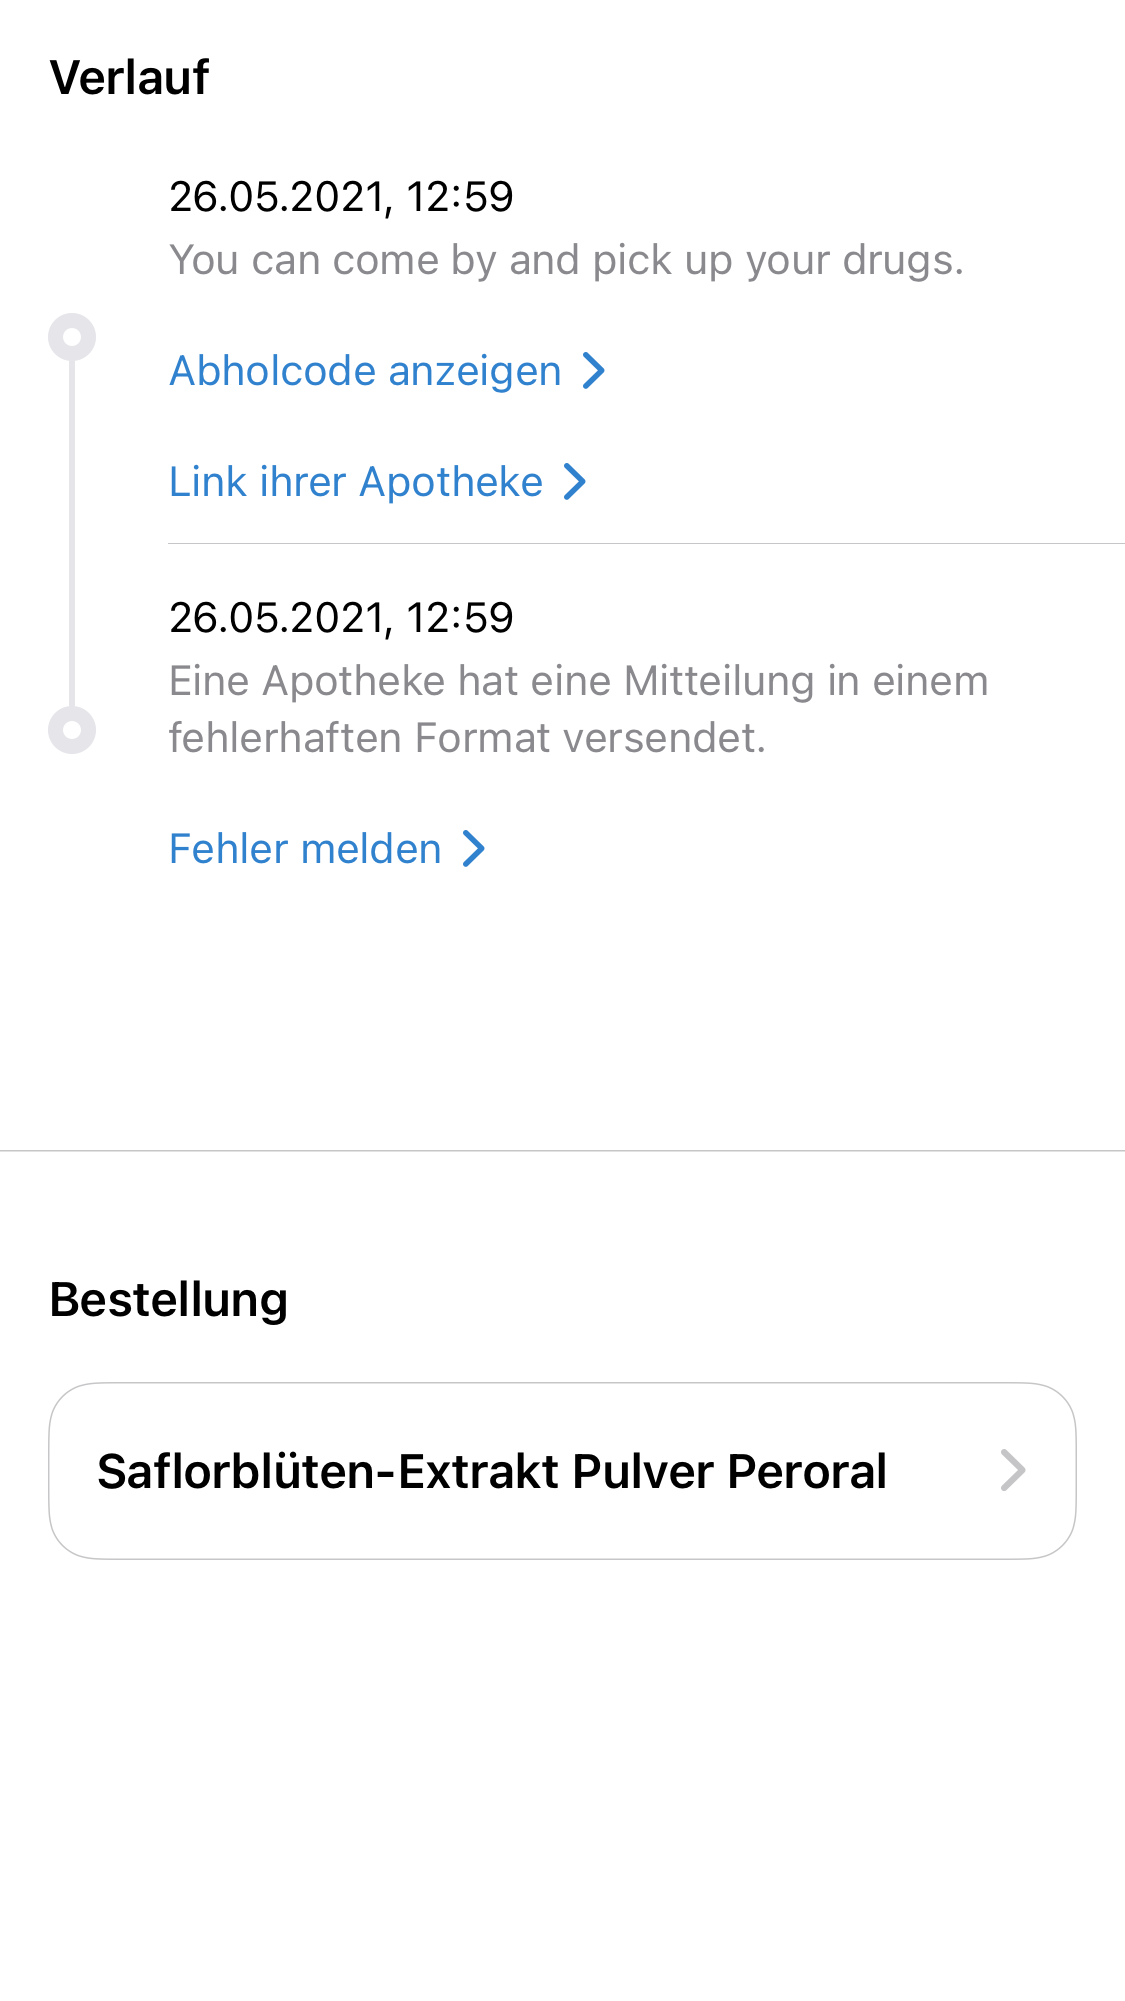 Verlauf
26.05.2021, 12:59
You can come by and pick up your drugs.
Abholcode anzeigen
Link ihrer Apotheke
26.05.2021, 12:59
Eine Apotheke hat eine Mitteilung in einem
fehlerhaften Format versendet.
Fehler melden
Bestellung
Saflorblüten-Extrakt Pulver Peroral